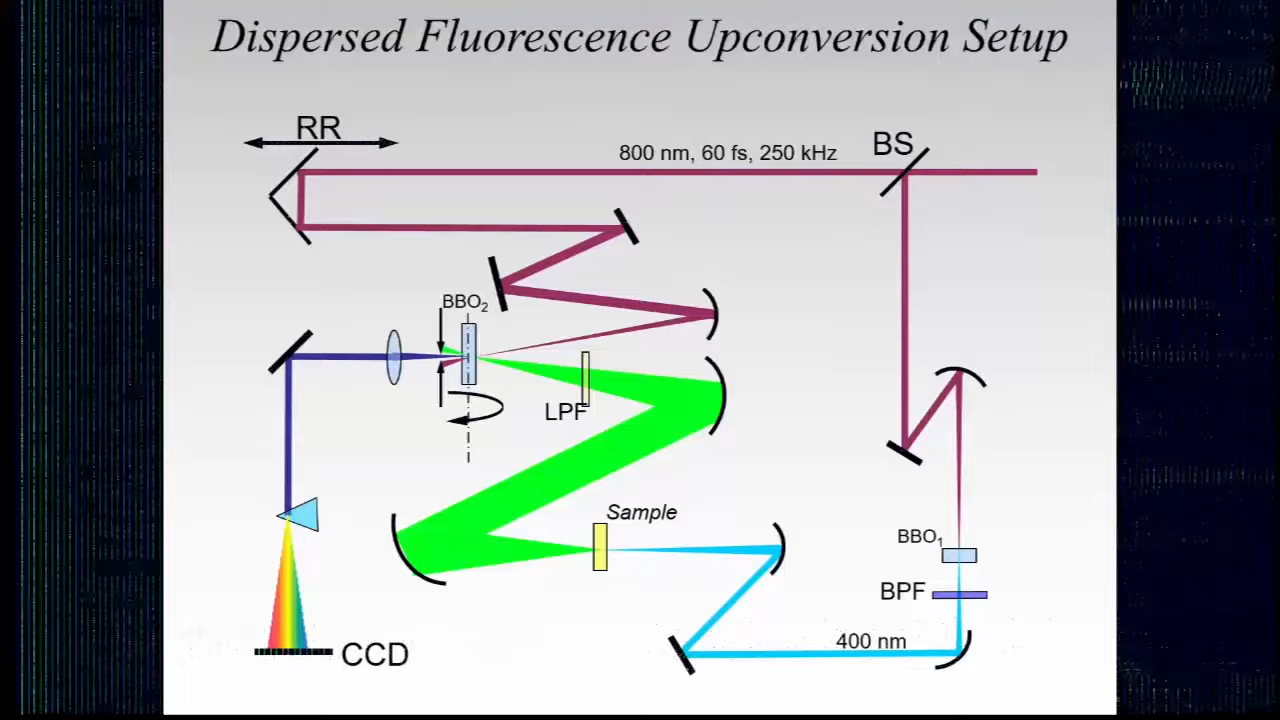 Dispersed Fluorescence Upconversion Setup
RR
800 nm, 60 fs, 250 kHz
BS
BBO2
LPF
Sample
BBO1
BPF
400 nm
CCD